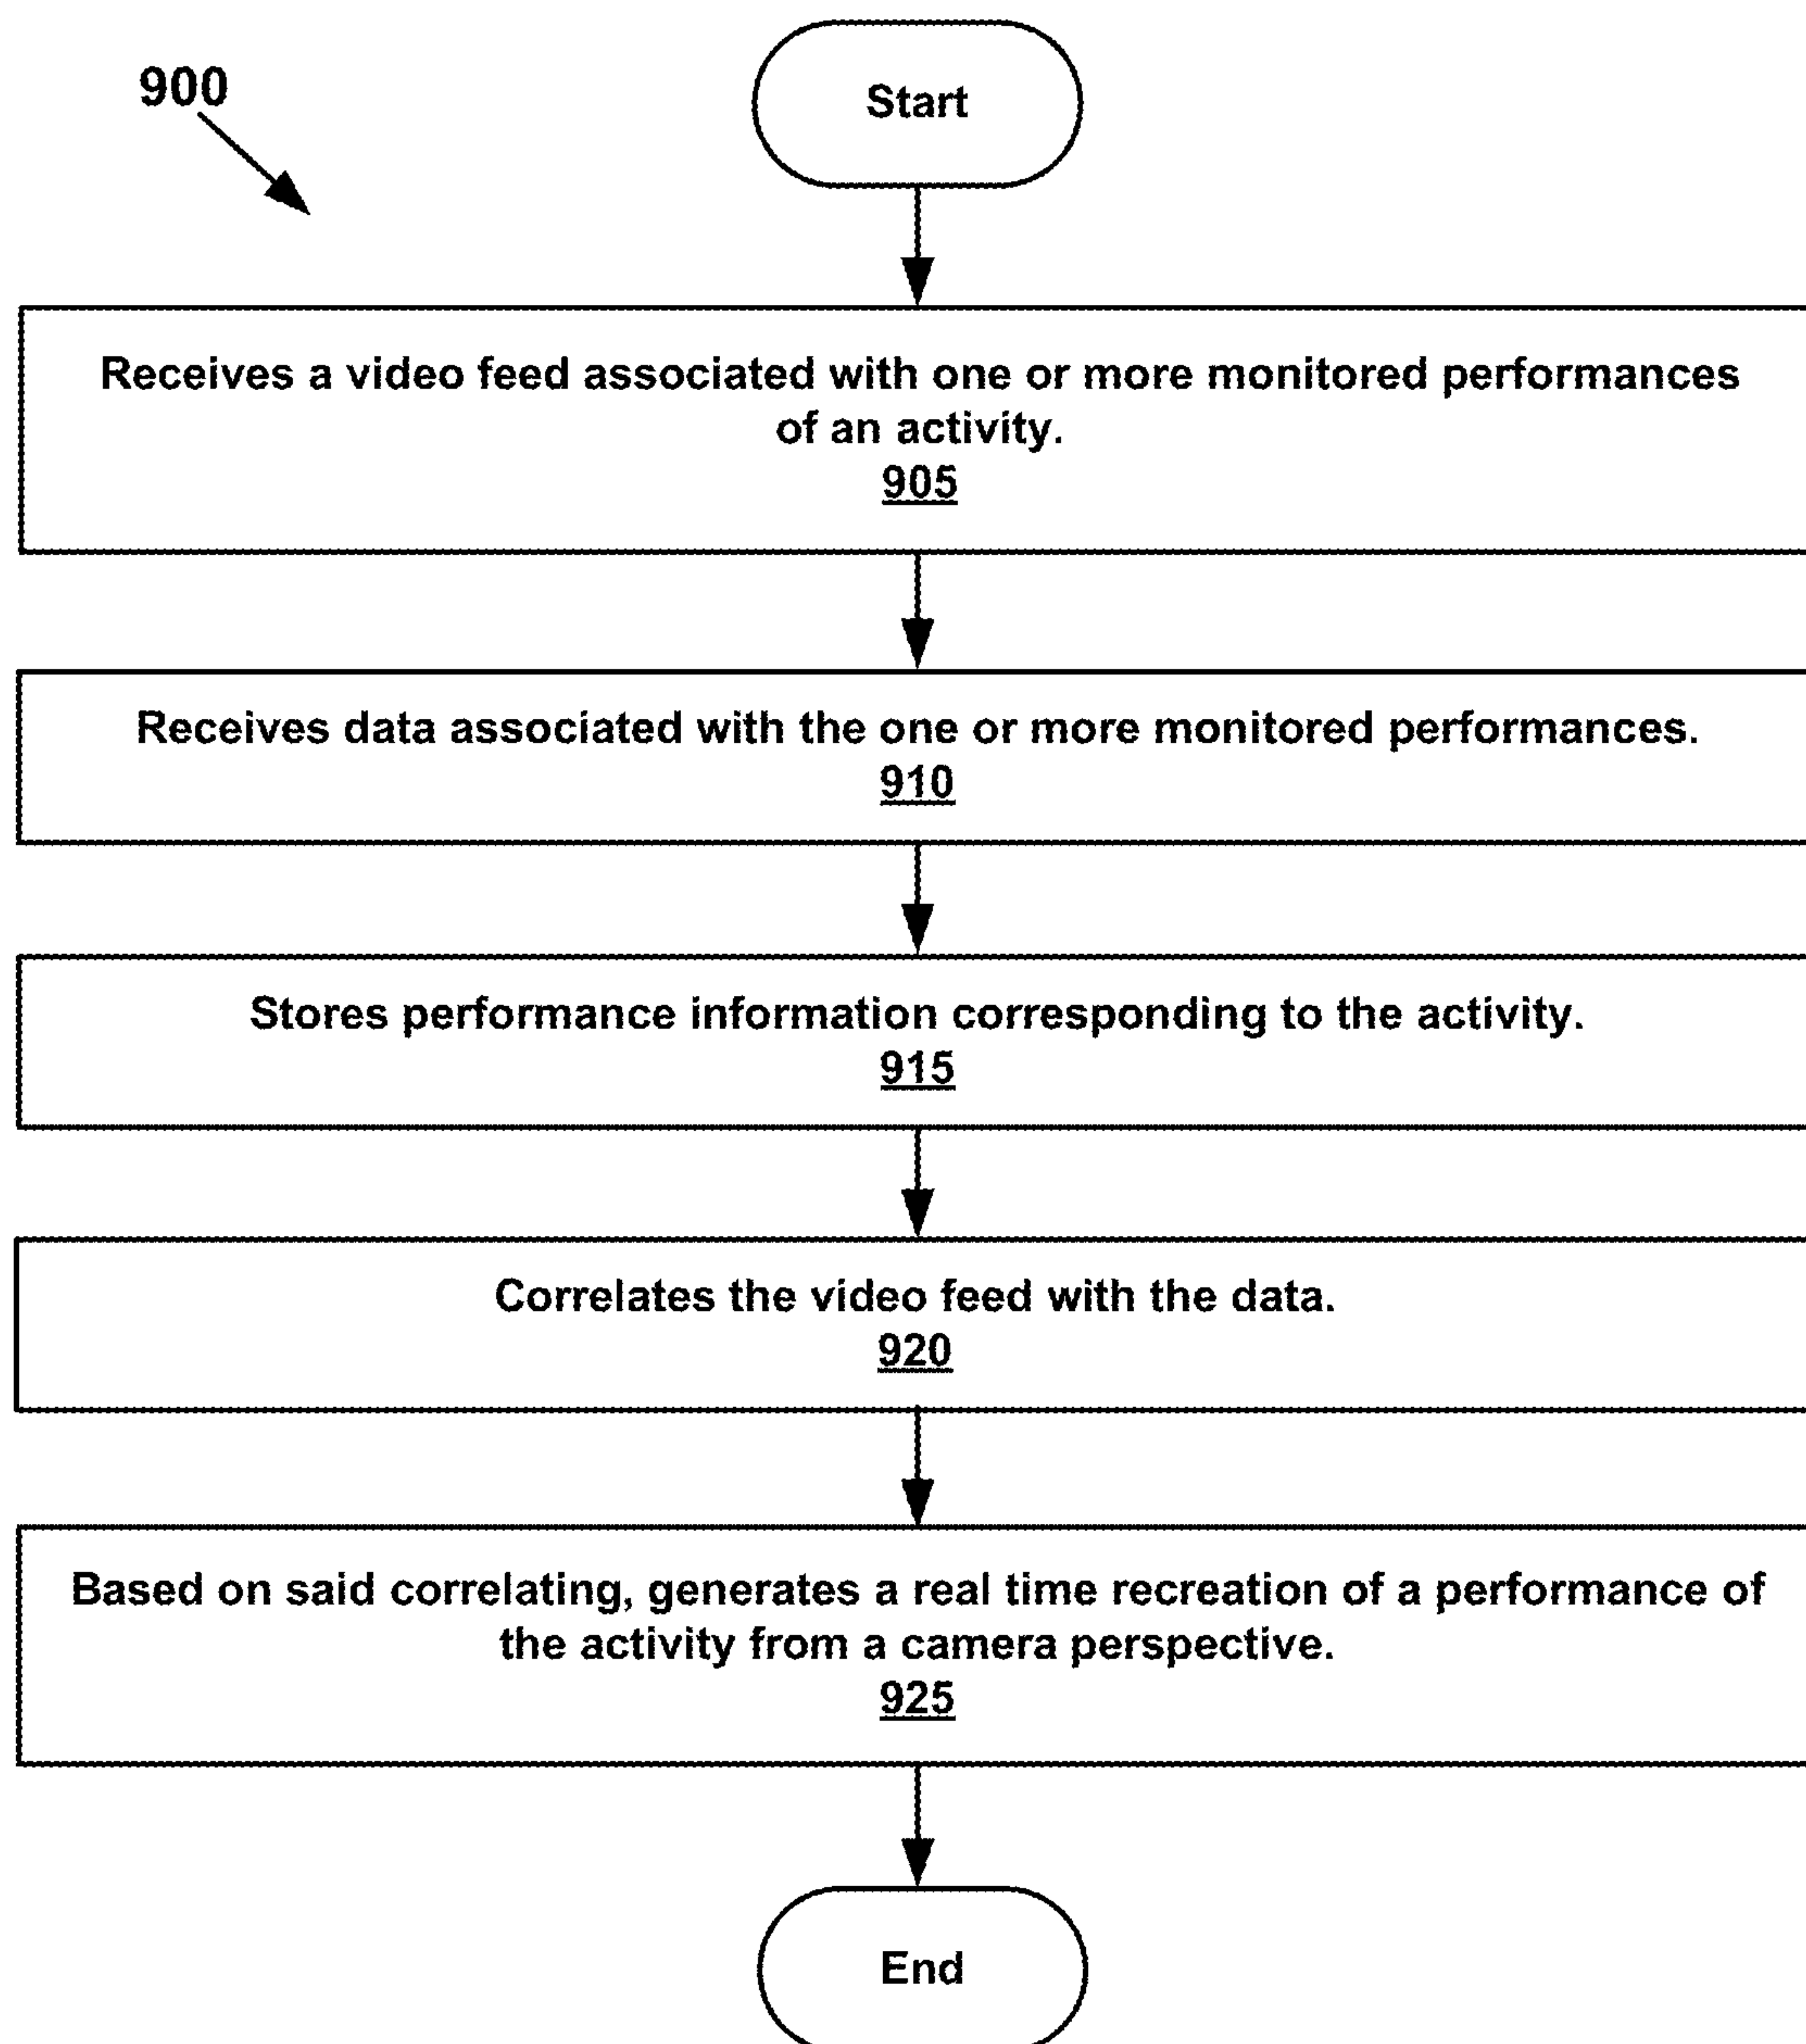 900
Start
Receives a video feed associated with one or more monitored performances
of an activity.
905
Receives data associated with the one or more monitored performances.
910
Stores performance information corresponding to the activity.
915
Correlates the video feed with the data.
920
Based on said correlating, generates a real time recreation of a performance of
the activity from a camera perspective.
925
End